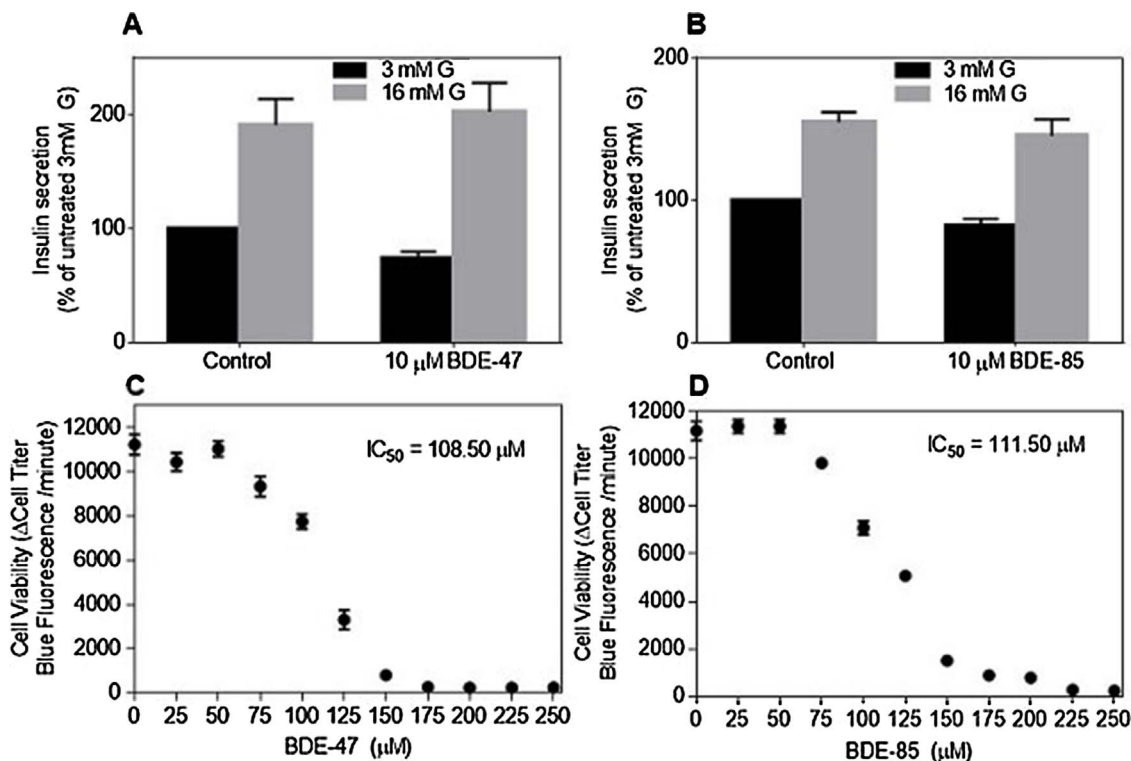 A
Insulin secretion
(% of untreated 3mM G)
200
100
0
3 mM G
16 mM G
Control
10 μM BDE-47
B
Insulin secretion
(% of untreated 3mM G)
200
100
0
3 mM G
16 mM G
Control
10 μM BDE-85
C
Cell Viability (ΔCell Titer
Blue Fluorescence /minute)
12000
10000
8000
6000
4000
2000
0
IC50 = 108.50 μM
0 25 50 75 100 125 150 175 200 225 250
BDE-47 (μM)
D
Cell Viability (ΔCell Titer
Blue Fluorescence /minute)
12000
10000
8000
6000
4000
2000
0
IC50 = 111.50 μM
0 25 50 75 100 125 150 175 200 225 250
BDE-85 (μM)